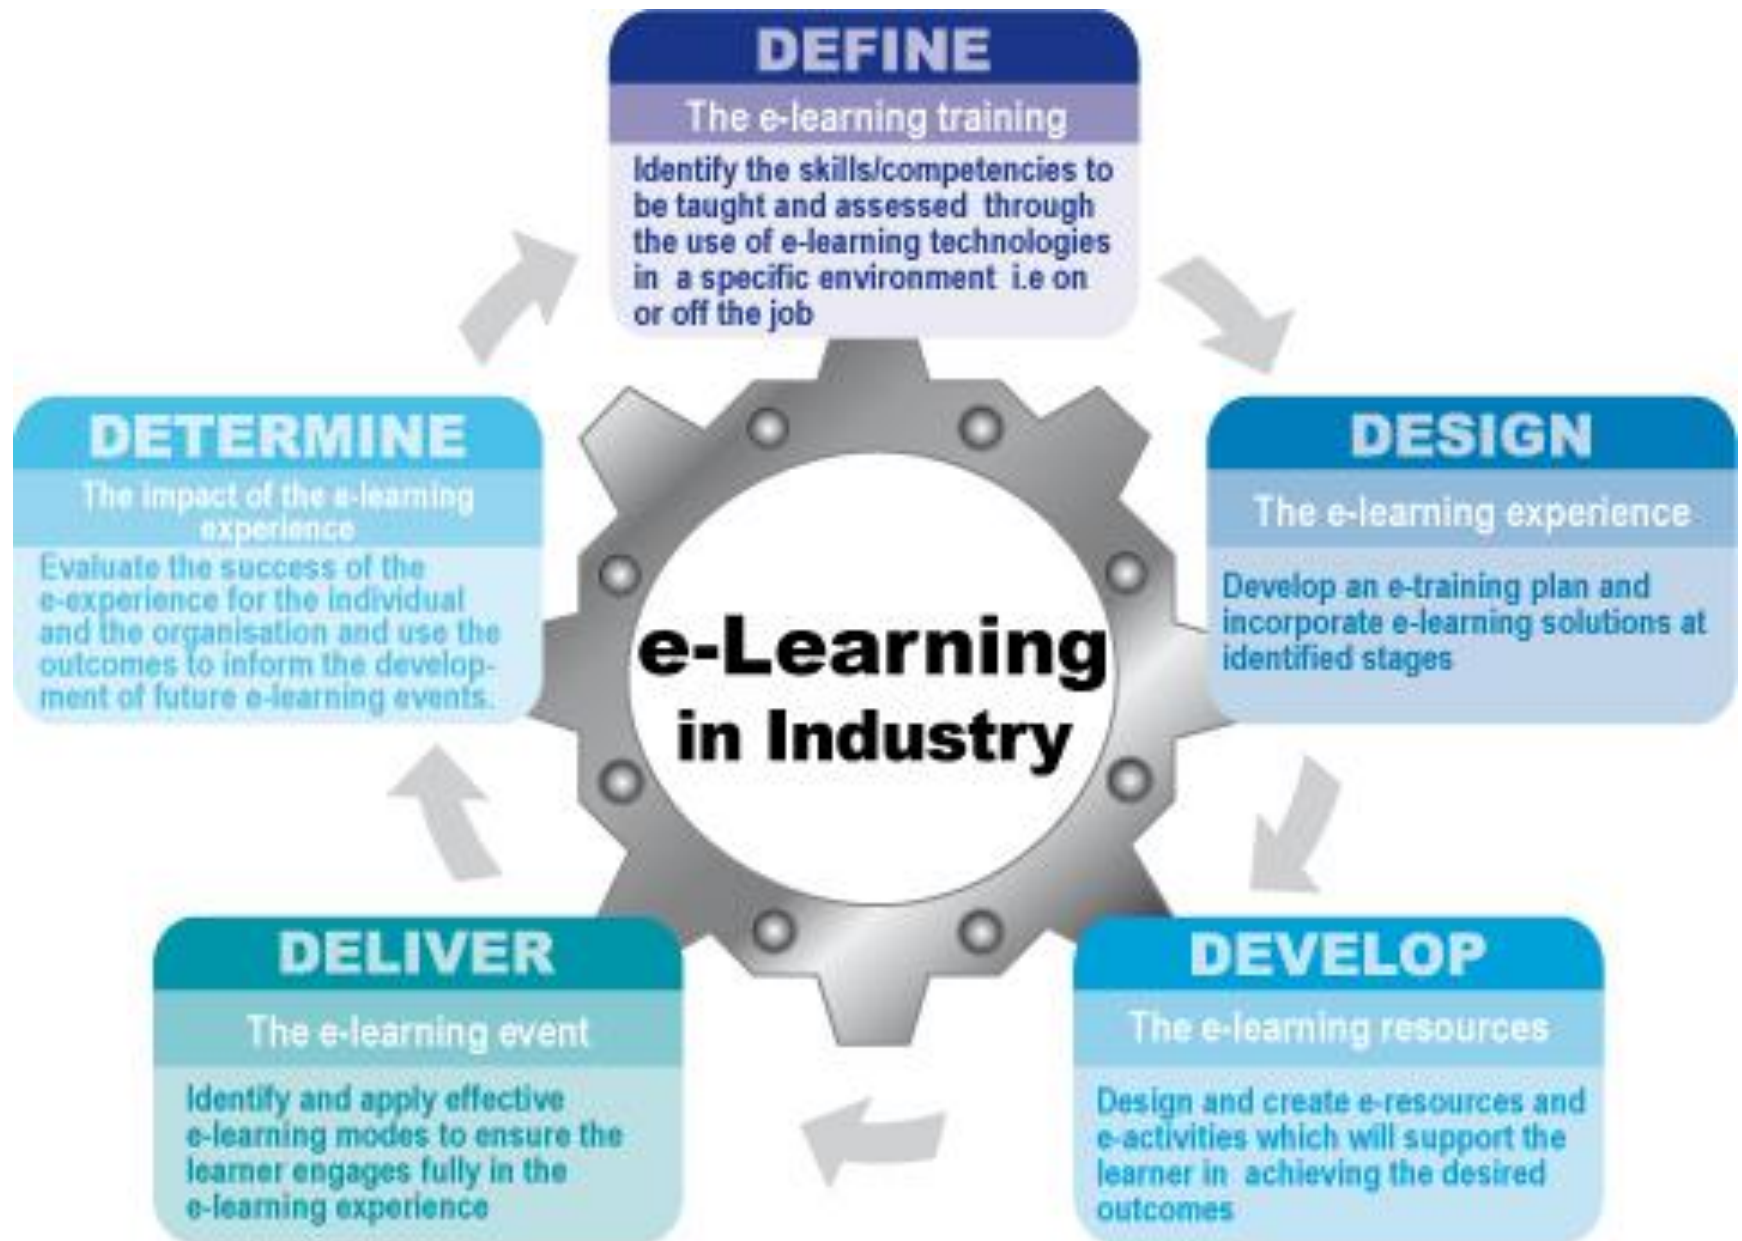 DEFINE
The e-learning training
Identify the skills/competencies to
be taught and assessed through
the use of e-learning technologies
in a specific environment i.e on
or off the job
DESIGN
The e-learning experience
Develop an e-training plan and
incorporate e-learning solutions at
identified stages
DEVELOP
The e-learning resources
Design and create e-resources and
e-activities which will support the
learner in achieving the desired
outcomes
DELIVER
The e-learning event
Identify and apply effective
e-learning modes to ensure the
learner engages fully in the
e-learning experience
DETERMINE
The impact of the e-learning
experience
Evaluate the success of the
e-experience for the individual
and the organisation and use the
outcomes to inform the develop-
ment of future e-learning events.
e-Learning
in Industry